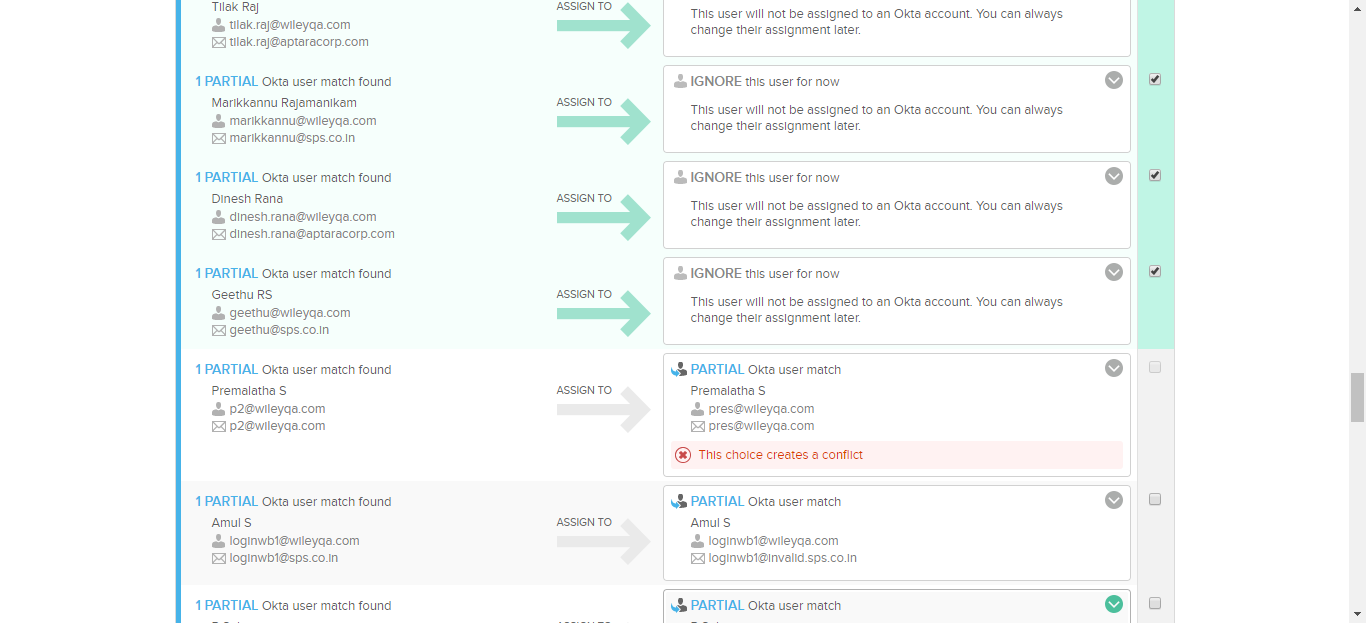 Tilak Raj
tilak.raj@wileyqa.com
tilak.raj@aptaracorp.com
ASSIGN TO
This user will not be assigned to an Okta account. You can always
change their assignment later.
1 PARTIAL Okta user match found
Marikkannu Rajamanikam
marikkannu@wileyqa.com
marikkannu@sps.co.in
ASSIGN TO
IGNORE this user for now
This user will not be assigned to an Okta account. You can always
change their assignment later.
1 PARTIAL Okta user match found
Dinesh Rana
dinesh.rana@wileyqa.com
dinesh.rana@aptaracorp.com
ASSIGN TO
IGNORE this user for now
This user will not be assigned to an Okta account. You can always
change their assignment later.
1 PARTIAL Okta user match found
Geethu RS
geethu@wileyqa.com
geethu@sps.co.in
ASSIGN TO
IGNORE this user for now
This user will not be assigned to an Okta account. You can always
change their assignment later.
1 PARTIAL Okta user match found
Premalatha S
p2@wileyqa.com
p2@wileyqa.com
ASSIGN TO
PARTIAL Okta user match
Premalatha S
pres@wileyqa.com
pres@wileyqa.com
This choice creates a conflict
1 PARTIAL Okta user match found
Amul S
loginwb1@wileyqa.com
loginwb1@sps.co.in
ASSIGN TO
PARTIAL Okta user match
Amul S
loginwb1@wileyqa.com
loginwb1@invalid.sps.co.in
1 PARTIAL Okta user match found
PARTIAL Okta user match